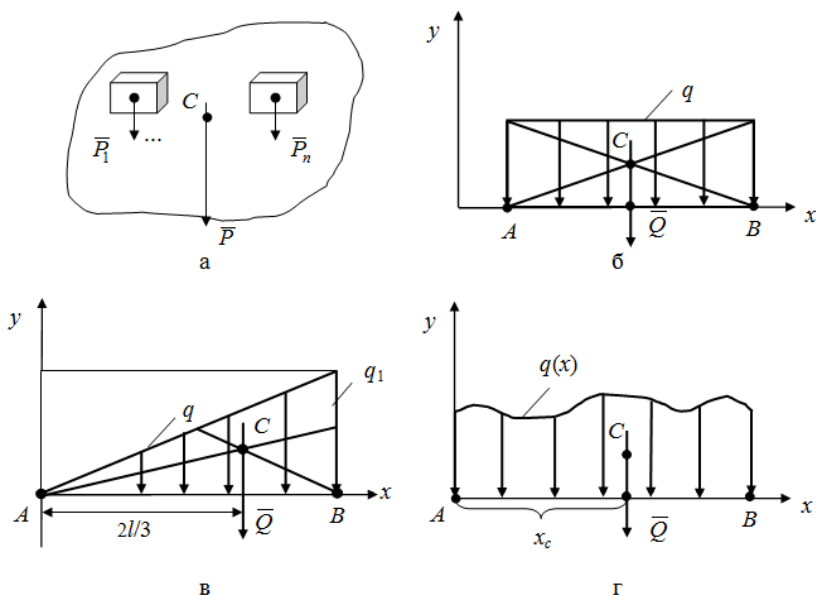 C
P̅₁ ... P̅ₙ
P̅
а
y
q
C
A Q̅ B x
б
y
q₁
q
C
A Q̅ B x
2l/3
в
y
q(x)
C
A Q̅ B x
x_c
г